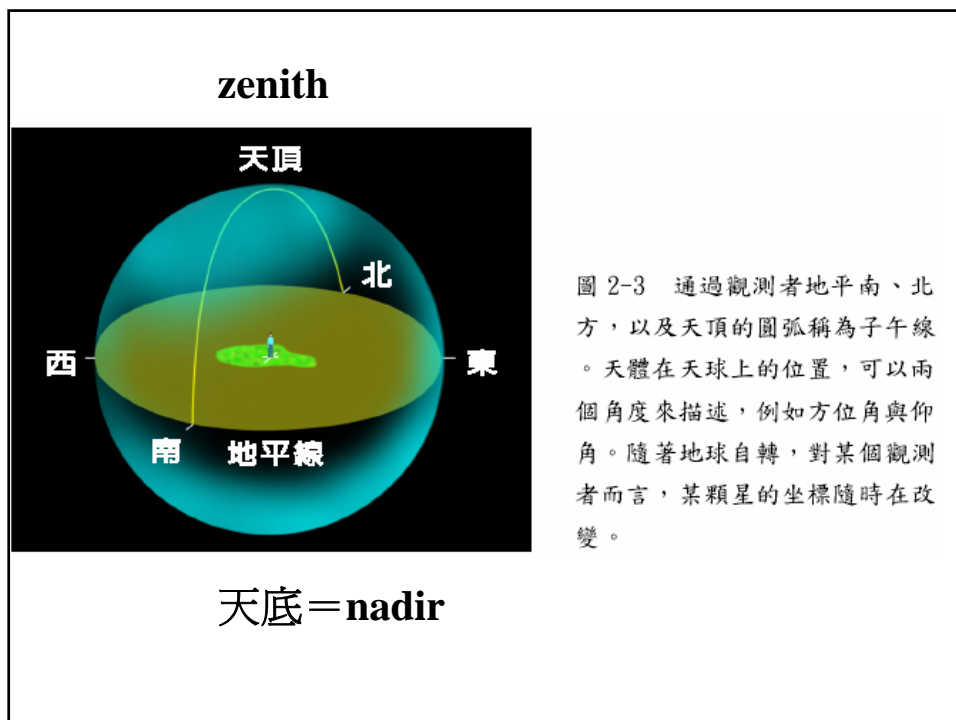 zenith
天頂
北
西
東
南
地平線
圖 2-3 通過觀測者地平南、北
方，以及天頂的圓弧稱為子午線
。天體在天球上的位置，可以兩
個角度來描述，例如方位角與仰
角。隨著地球自轉，對某個觀測
者而言，某顆星的坐標隨時在改
變。
天底＝nadir